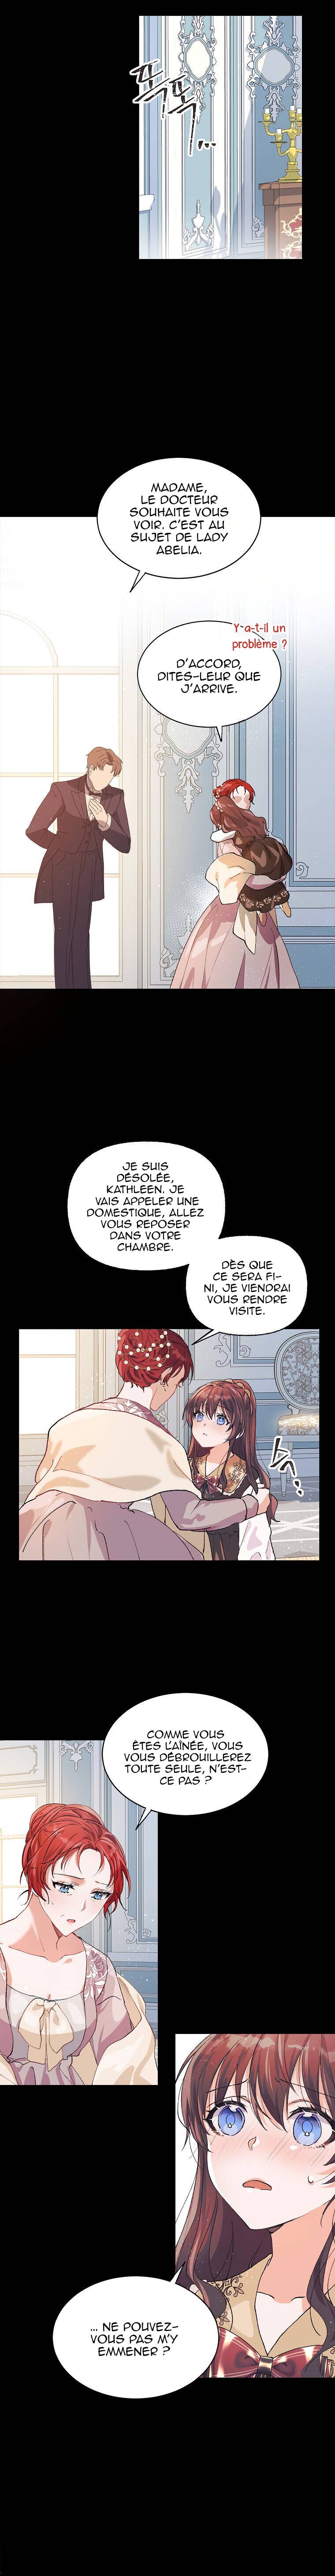 푹푹...
MADAME,
LE DOCTEUR
SOUHAITE VOUS
VOIR. C'EST AU
SUJET DE LADY
ABELIA.
Y a-t-il un
problème ?
D'ACCORD,
DITES-LEUR QUE
J'ARRIVE.
JE SUIS
DÉSOLÉE,
KATHLEEN. JE
VAIS APPELER UNE
DOMESTIQUE, ALLEZ
VOUS REPOSER
DANS VOTRE
CHAMBRE.
DÈS QUE
CE SERA FI-
NI, JE VIENDRAI
VOUS RENDRE
VISITE.
COMME VOUS
ÊTES L'AÎNÉE, VOUS
VOUS DÉBROUILLEREZ
TOUTE SEULE, N'EST-
CE PAS ?
... NE POUVEZ-
VOUS PAS M'Y
EMMENER ?